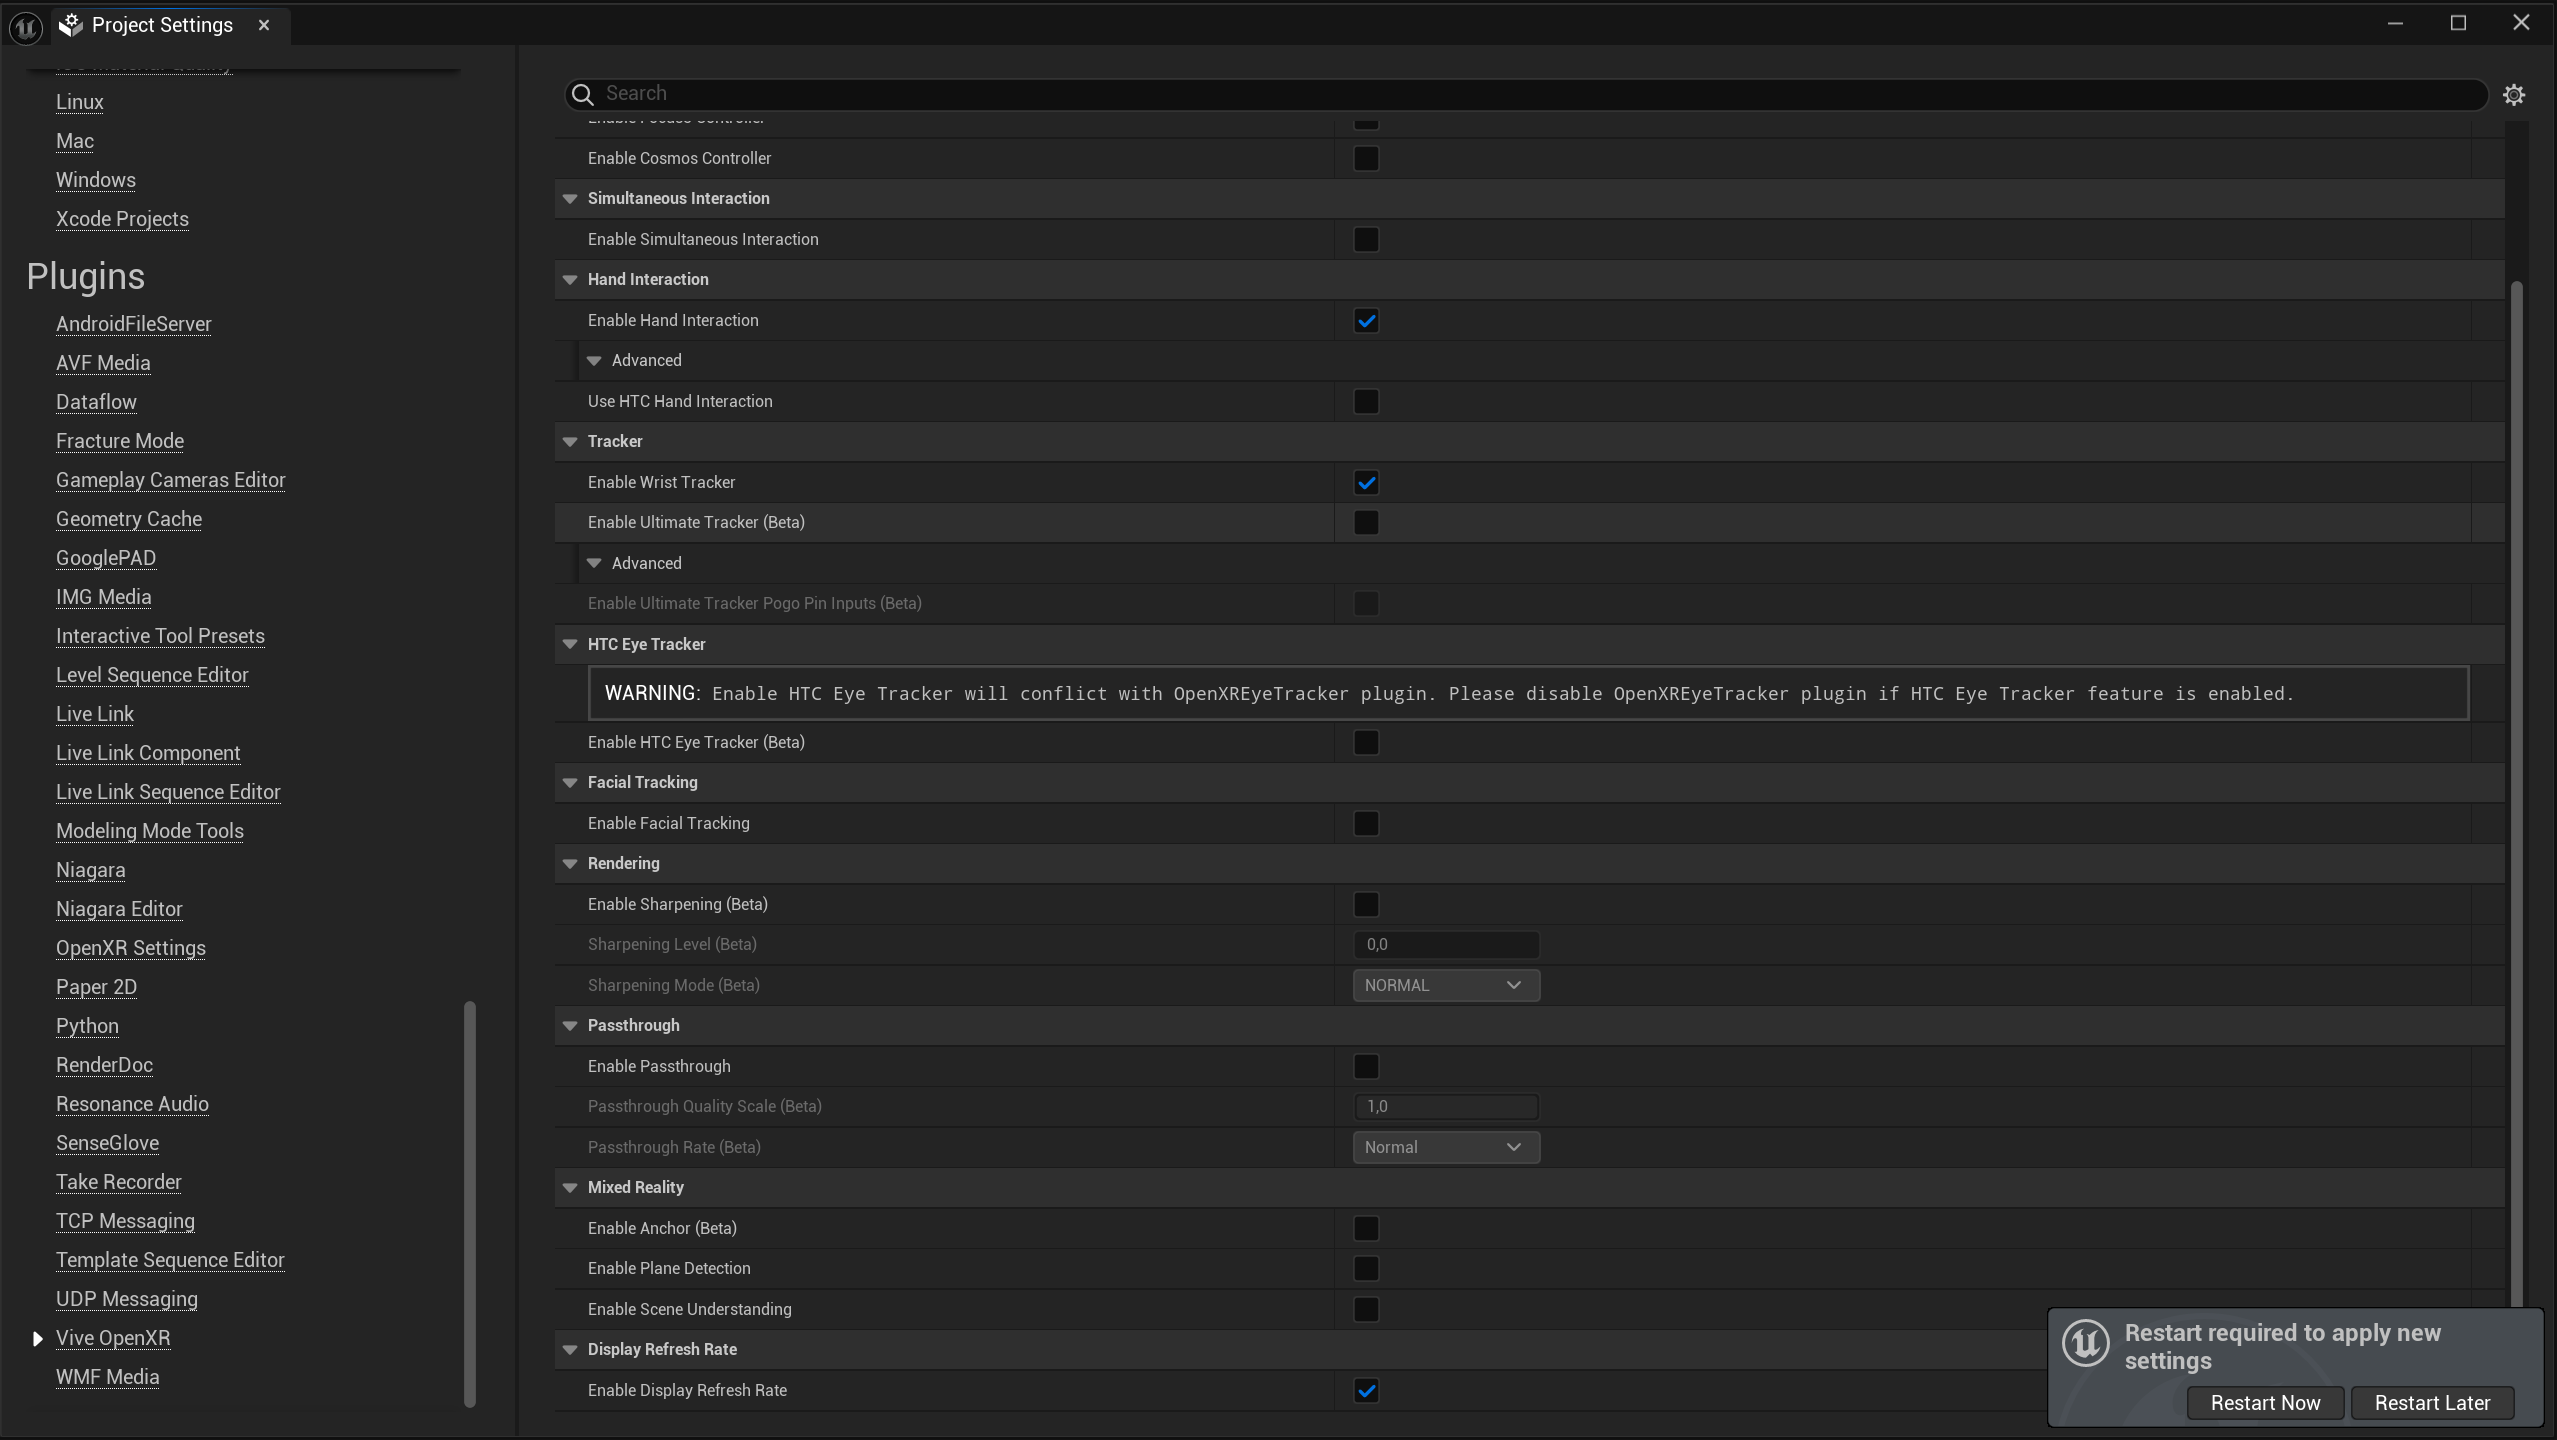 Project Settings
Linux
Mac
Windows
Xcode Projects
Plugins
AndroidFileServer
AVF Media
Dataflow
Fracture Mode
Gameplay Cameras Editor
Geometry Cache
GooglePAD
IMG Media
Interactive Tool Presets
Level Sequence Editor
Live Link
Live Link Component
Live Link Sequence Editor
Modeling Mode Tools
Niagara
Niagara Editor
OpenXR Settings
Paper 2D
Python
RenderDoc
Resonance Audio
SenseGlove
Take Recorder
TCP Messaging
Template Sequence Editor
UDP Messaging
Vive OpenXR
WMF Media
Search
Enable Cosmos Controller
Simultaneous Interaction
Enable Simultaneous Interaction
Hand Interaction
Enable Hand Interaction
Advanced
Use HTC Hand Interaction
Tracker
Enable Wrist Tracker
Enable Ultimate Tracker (Beta)
Advanced
Enable Ultimate Tracker Pogo Pin Inputs (Beta)
HTC Eye Tracker
WARNING: Enable HTC Eye Tracker will conflict with OpenXREyeTracker plugin. Please disable OpenXREyeTracker plugin if HTC Eye Tracker feature is enabled.
Enable HTC Eye Tracker (Beta)
Facial Tracking
Enable Facial Tracking
Rendering
Enable Sharpening (Beta)
Sharpening Level (Beta) 0,0
Sharpening Mode (Beta) NORMAL
Passthrough
Enable Passthrough
Passthrough Quality Scale (Beta) 1,0
Passthrough Rate (Beta) Normal
Mixed Reality
Enable Anchor (Beta)
Enable Plane Detection
Enable Scene Understanding
Display Refresh Rate
Enable Display Refresh Rate
Restart required to apply new
settings
Restart Now Restart Later